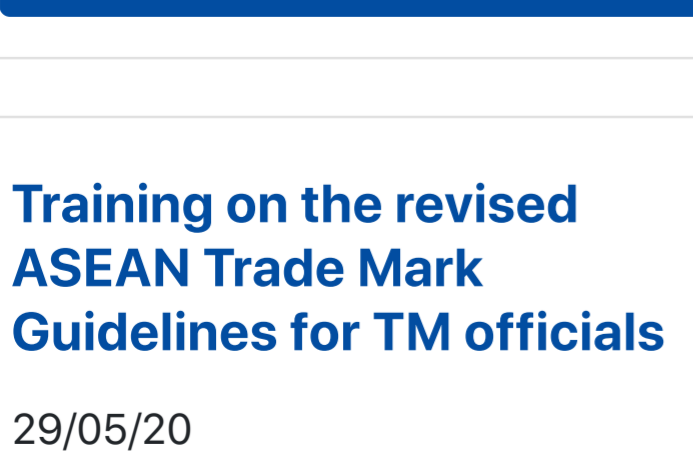 Training on the revised
ASEAN Trade Mark
Guidelines for TM officials
29/05/20